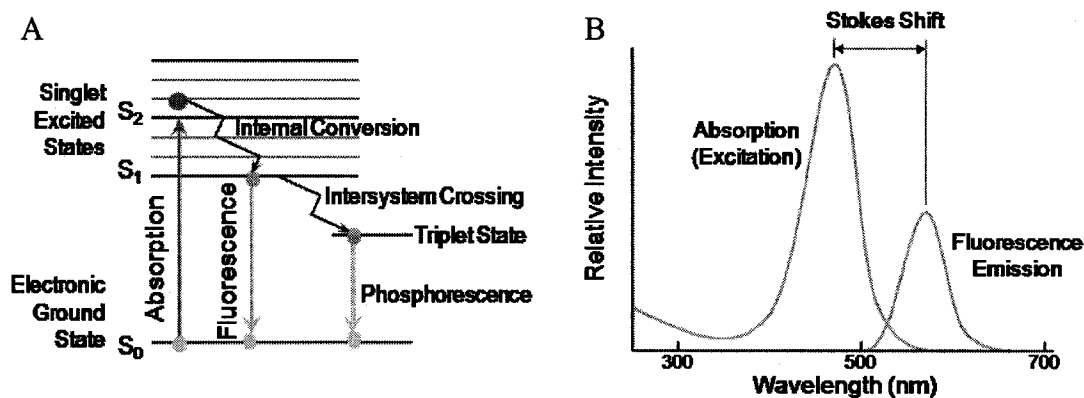 A
Singlet
Excited
States
S2
S1
Internal Conversion
Intersystem Crossing
Triplet State
Absorption
Fluorescence
Phosphorescence
Electronic
Ground
State
S0
B
Stokes Shift
Absorption
(Excitation)
Fluorescence
Emission
Relative Intensity
300
500
700
Wavelength (nm)